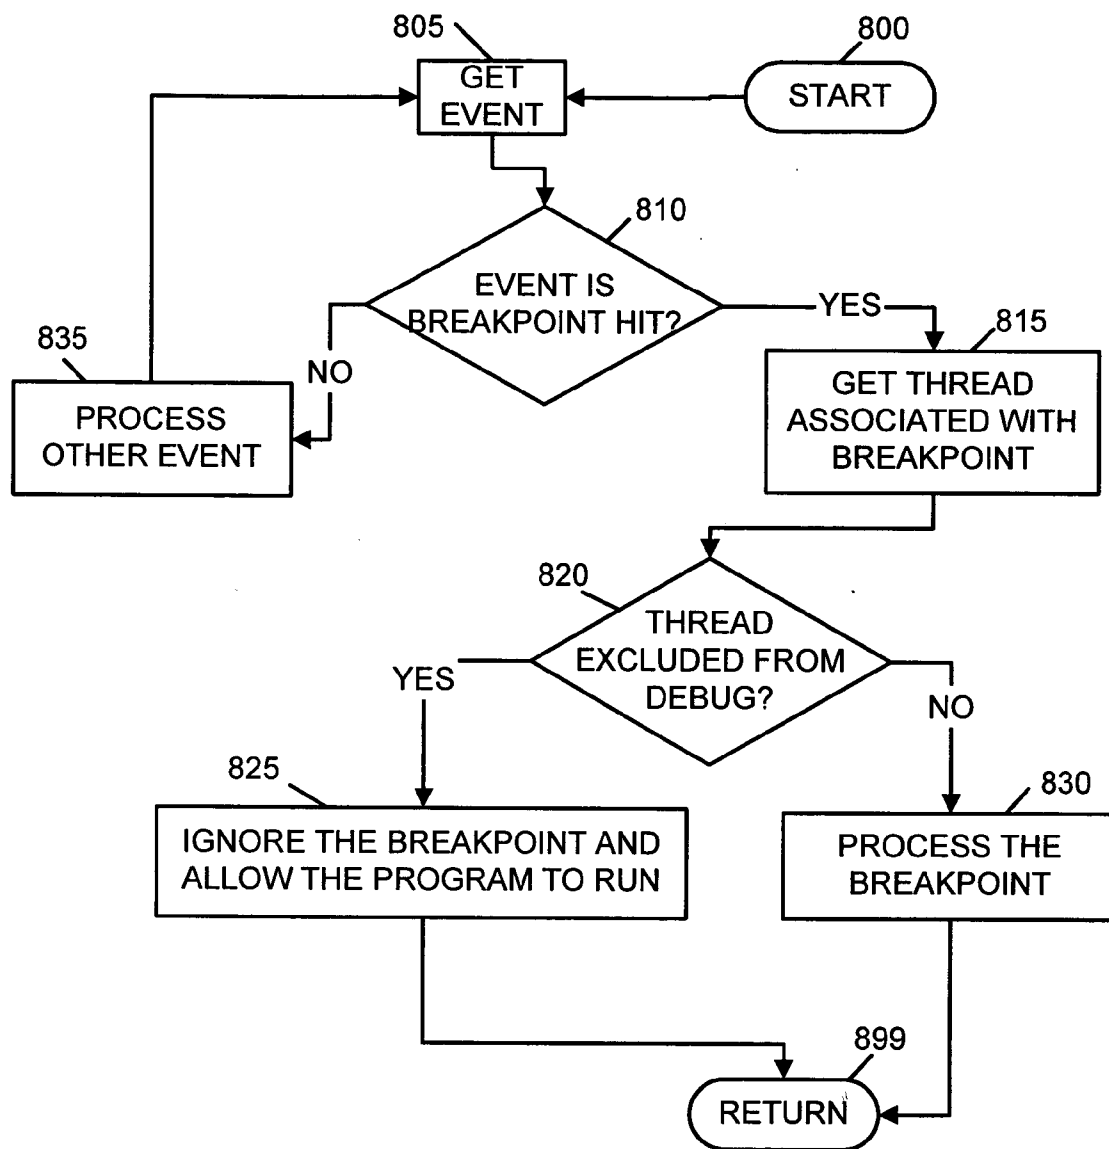 805
800
GET
EVENT
START
810
EVENT IS
BREAKPOINT HIT?
YES
815
835
NO
GET THREAD
ASSOCIATED WITH
BREAKPOINT
PROCESS
OTHER EVENT
820
THREAD
EXCLUDED FROM
DEBUG?
YES
NO
825
830
IGNORE THE BREAKPOINT AND
ALLOW THE PROGRAM TO RUN
PROCESS THE
BREAKPOINT
899
RETURN